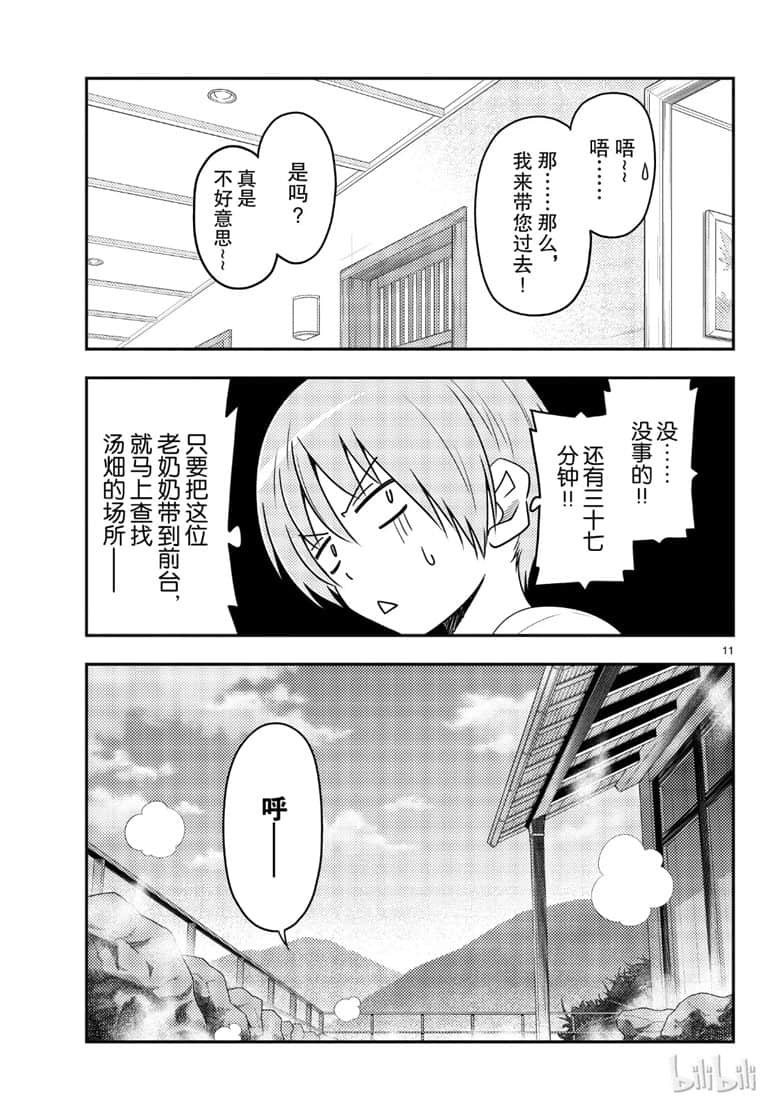 唔~
唔……
那……那么，
我来带您过去！
是吗？
真是
不好意思~
没……
没事的!!
还有三十七
分钟!!
只要把这位
老奶奶带到前台，
就马上查找
汤畑的场所
——
11
呼
——
bilibili